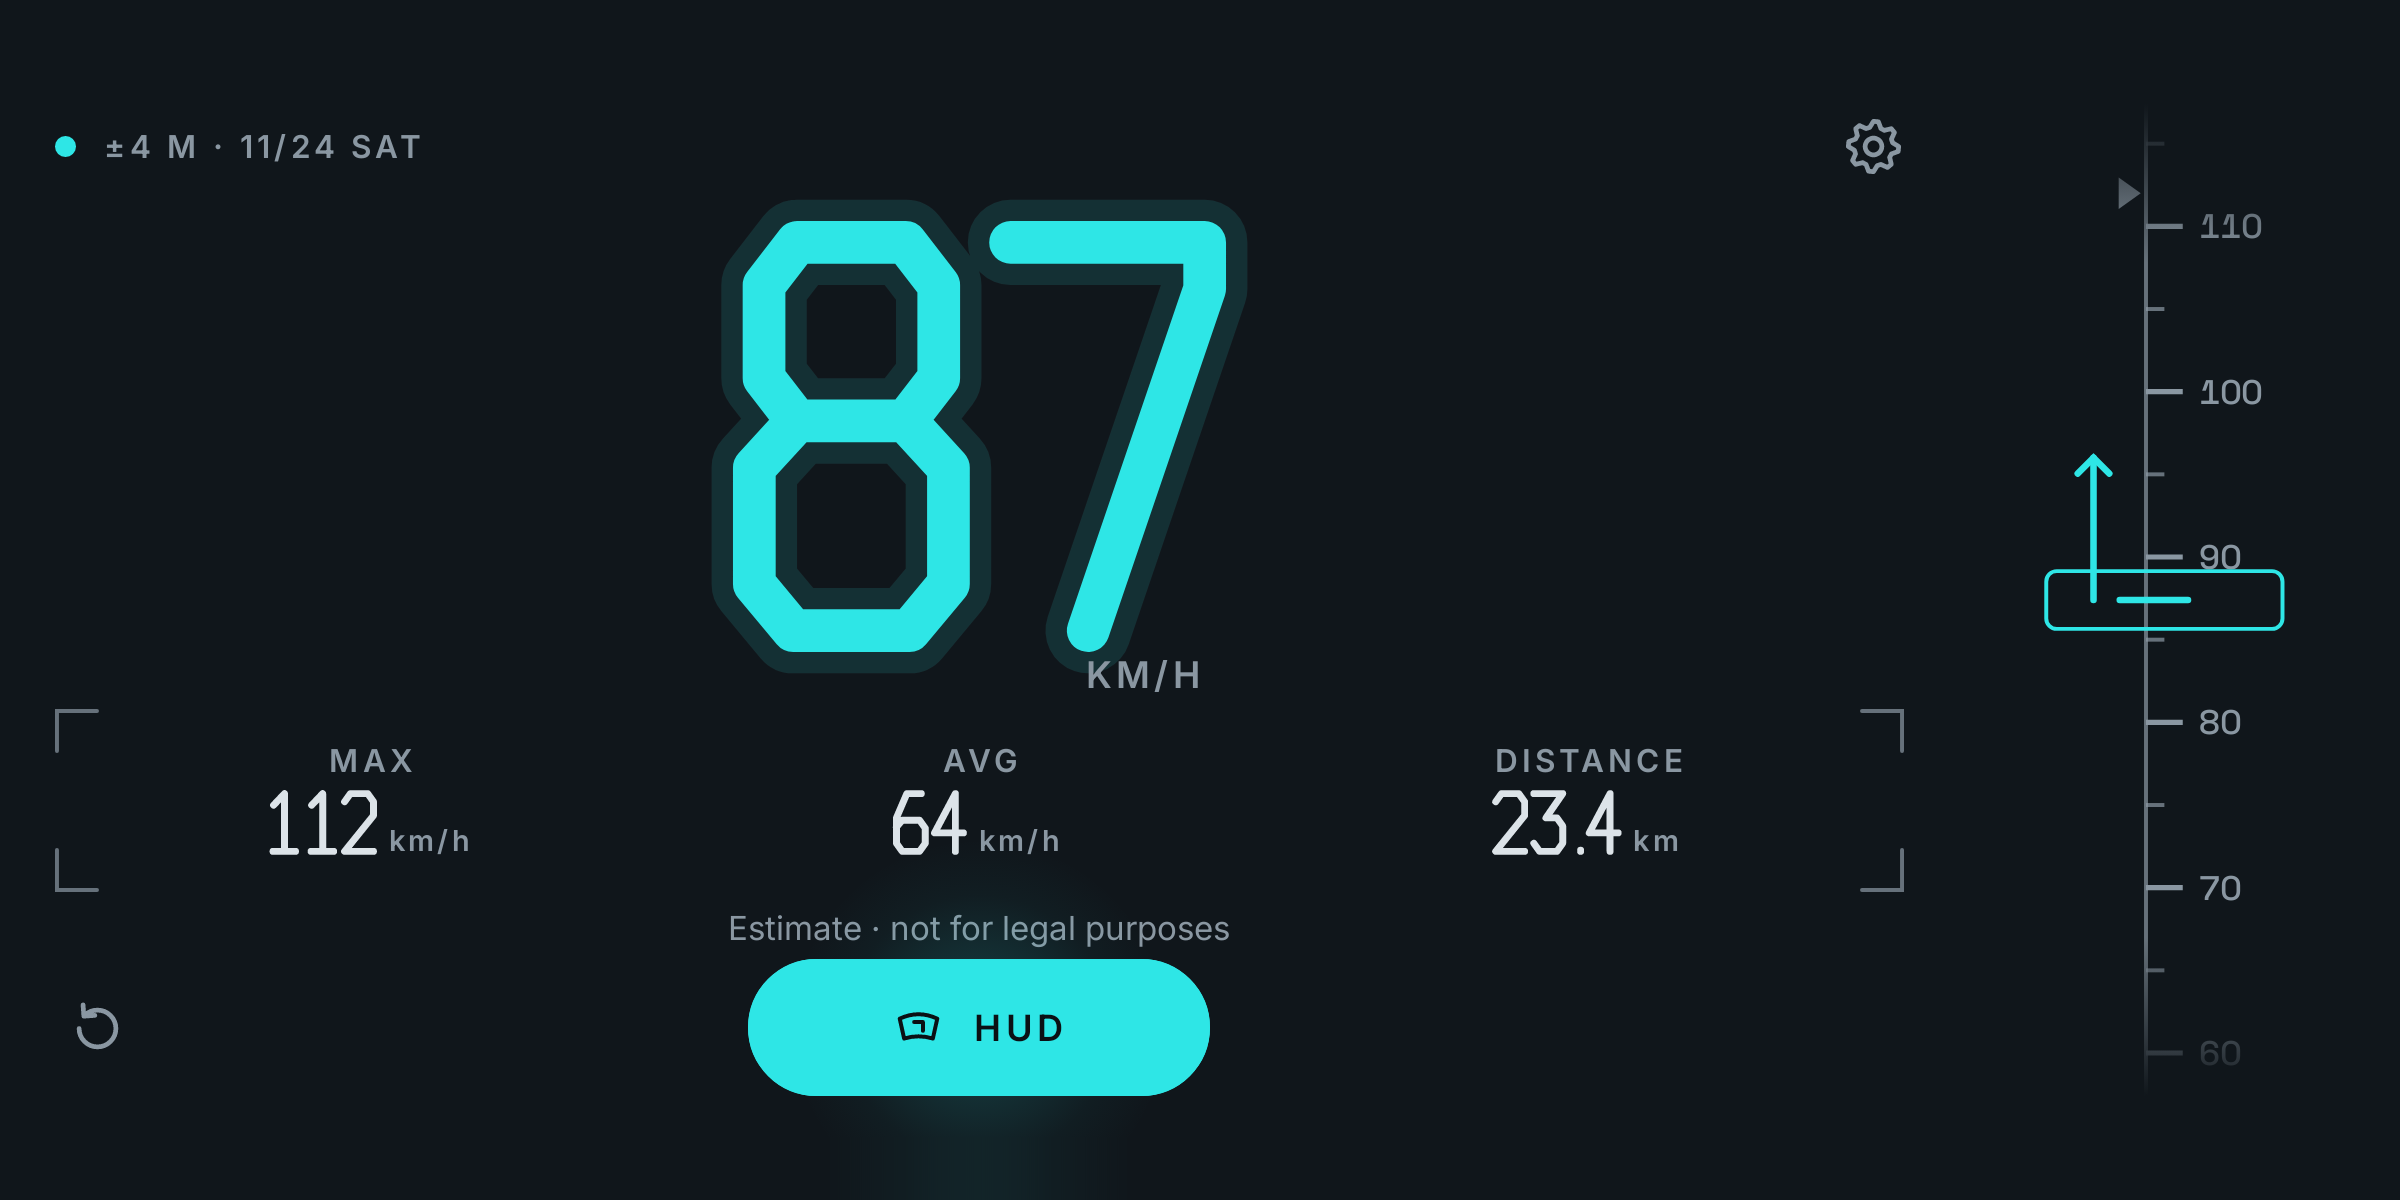 ±4 M · 11/24 SAT
87
KM/H
MAX
112 km/h
AVG
64 km/h
DISTANCE
23.4 km
Estimate · not for legal purposes
HUD
110
100
90
80
70
60